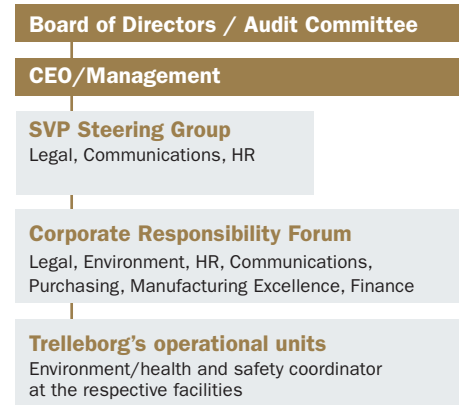 Board of Directors / Audit Committee
CEO/Management
SVP Steering Group
Legal, Communications, HR
Corporate Responsibility Forum
Legal, Environment, HR, Communications,
Purchasing, Manufacturing Excellence, Finance
Trelleborg’s operational units
Environment/health and safety coordinator
at the respective facilities